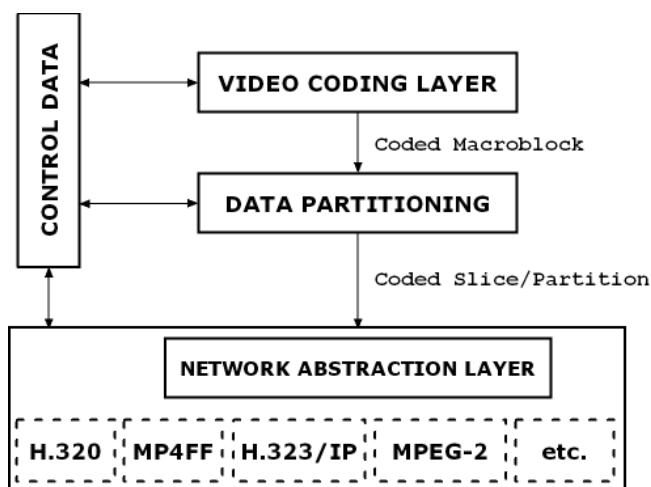 CONTROL DATA
VIDEO CODING LAYER
Coded Macroblock
DATA PARTITIONING
Coded Slice/Partition
NETWORK ABSTRACTION LAYER
H.320 MP4FF H.323/IP MPEG-2 etc.